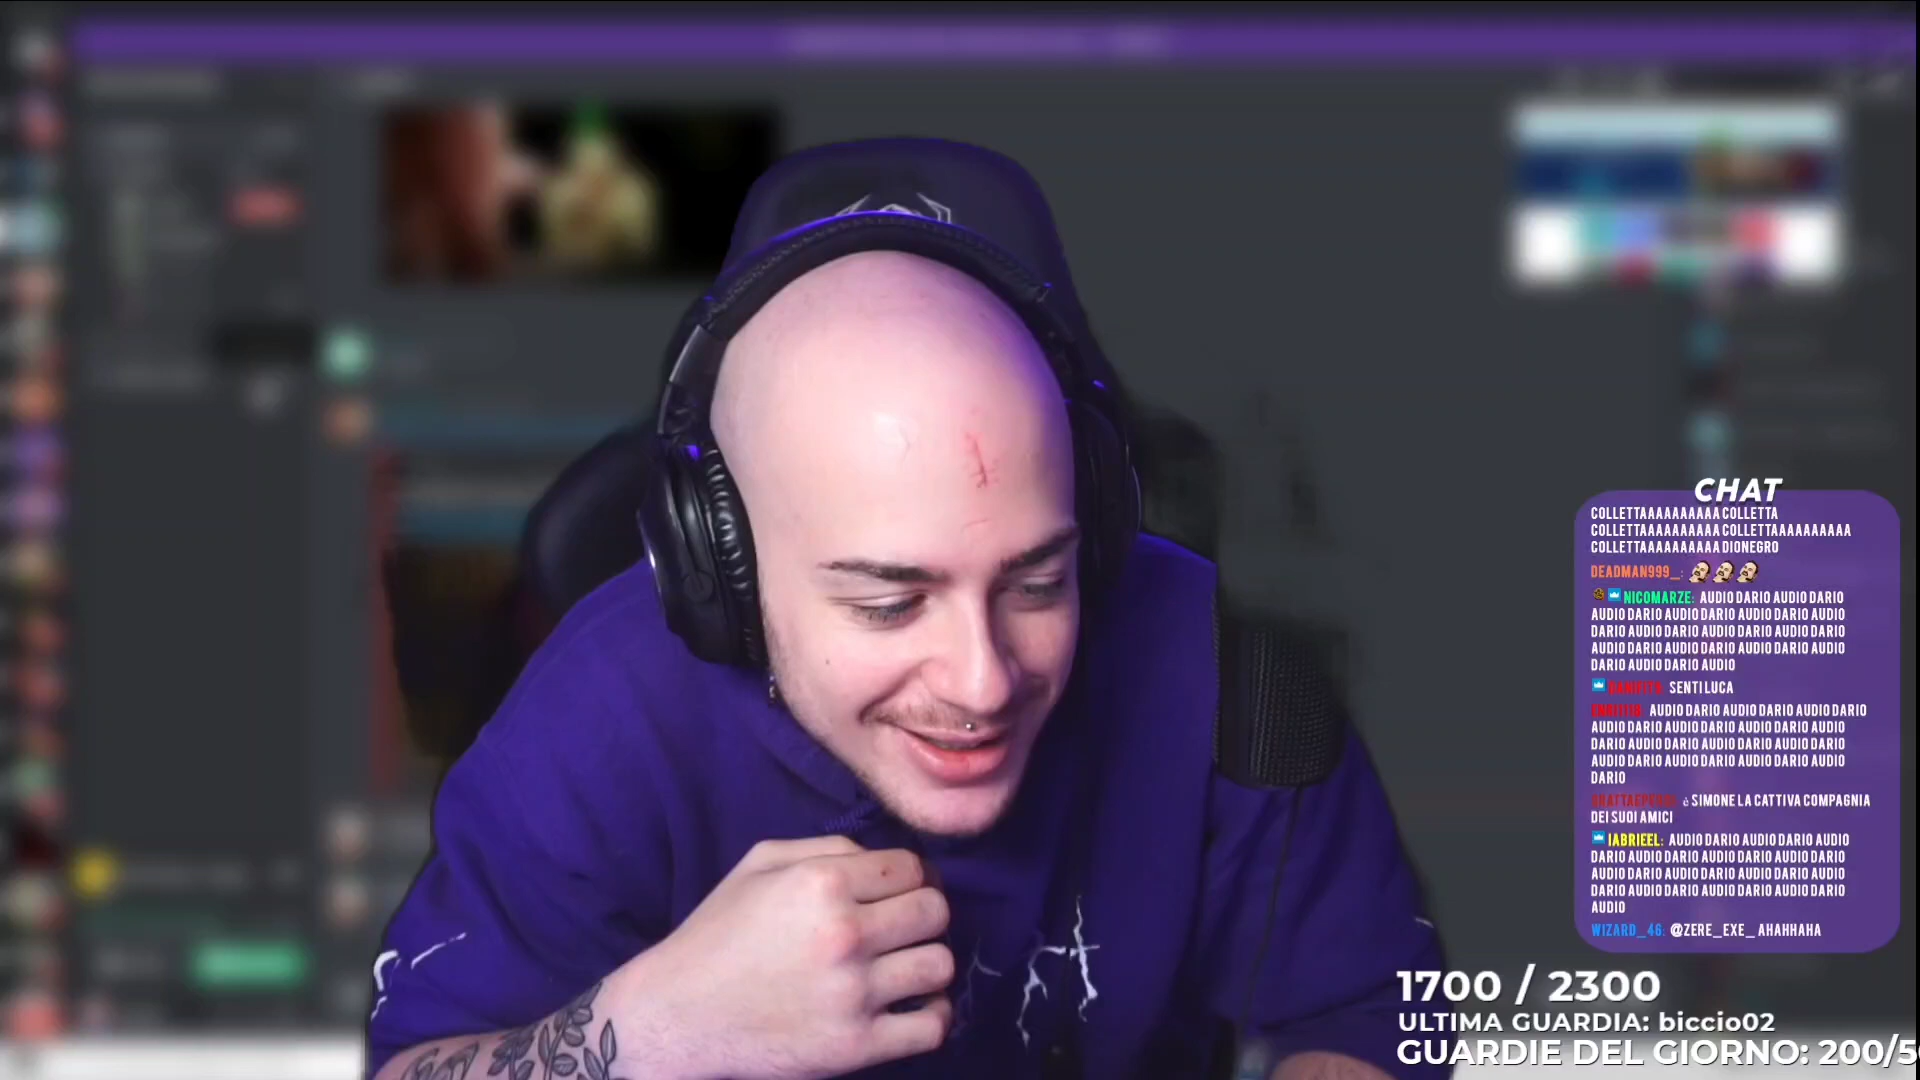 CHAT
COLLETTAAAAAAAAAA COLLETTA
COLLETTAAAAAAAAAA COLLETTAAAAAAAAAA
COLLETTAAAAAAAAAA DIONEGRO
DEADMAN999_:
NICOMARZE: AUDIO DARIO AUDIO DARIO
AUDIO DARIO AUDIO DARIO AUDIO DARIO AUDIO
DARIO AUDIO DARIO AUDIO DARIO AUDIO DARIO
AUDIO DARIO AUDIO DARIO AUDIO DARIO AUDIO
DARIO AUDIO DARIO AUDIO
SENTI LUCA
AUDIO DARIO AUDIO DARIO AUDIO DARIO
AUDIO DARIO AUDIO DARIO AUDIO DARIO AUDIO
DARIO AUDIO DARIO AUDIO DARIO AUDIO DARIO
AUDIO DARIO AUDIO DARIO AUDIO DARIO AUDIO
DARIO
è SIMONE LA CATTIVA COMPAGNIA
DEI SUOI AMICI
IABRIEEL: AUDIO DARIO AUDIO DARIO AUDIO
DARIO AUDIO DARIO AUDIO DARIO AUDIO DARIO
AUDIO DARIO AUDIO DARIO AUDIO DARIO AUDIO
DARIO AUDIO DARIO AUDIO DARIO AUDIO DARIO
AUDIO
WIZARD_46: @ZERE_EXE_ AHAHHAHA
1700 / 2300
ULTIMA GUARDIA: biccio02
GUARDIE DEL GIORNO: 200/5